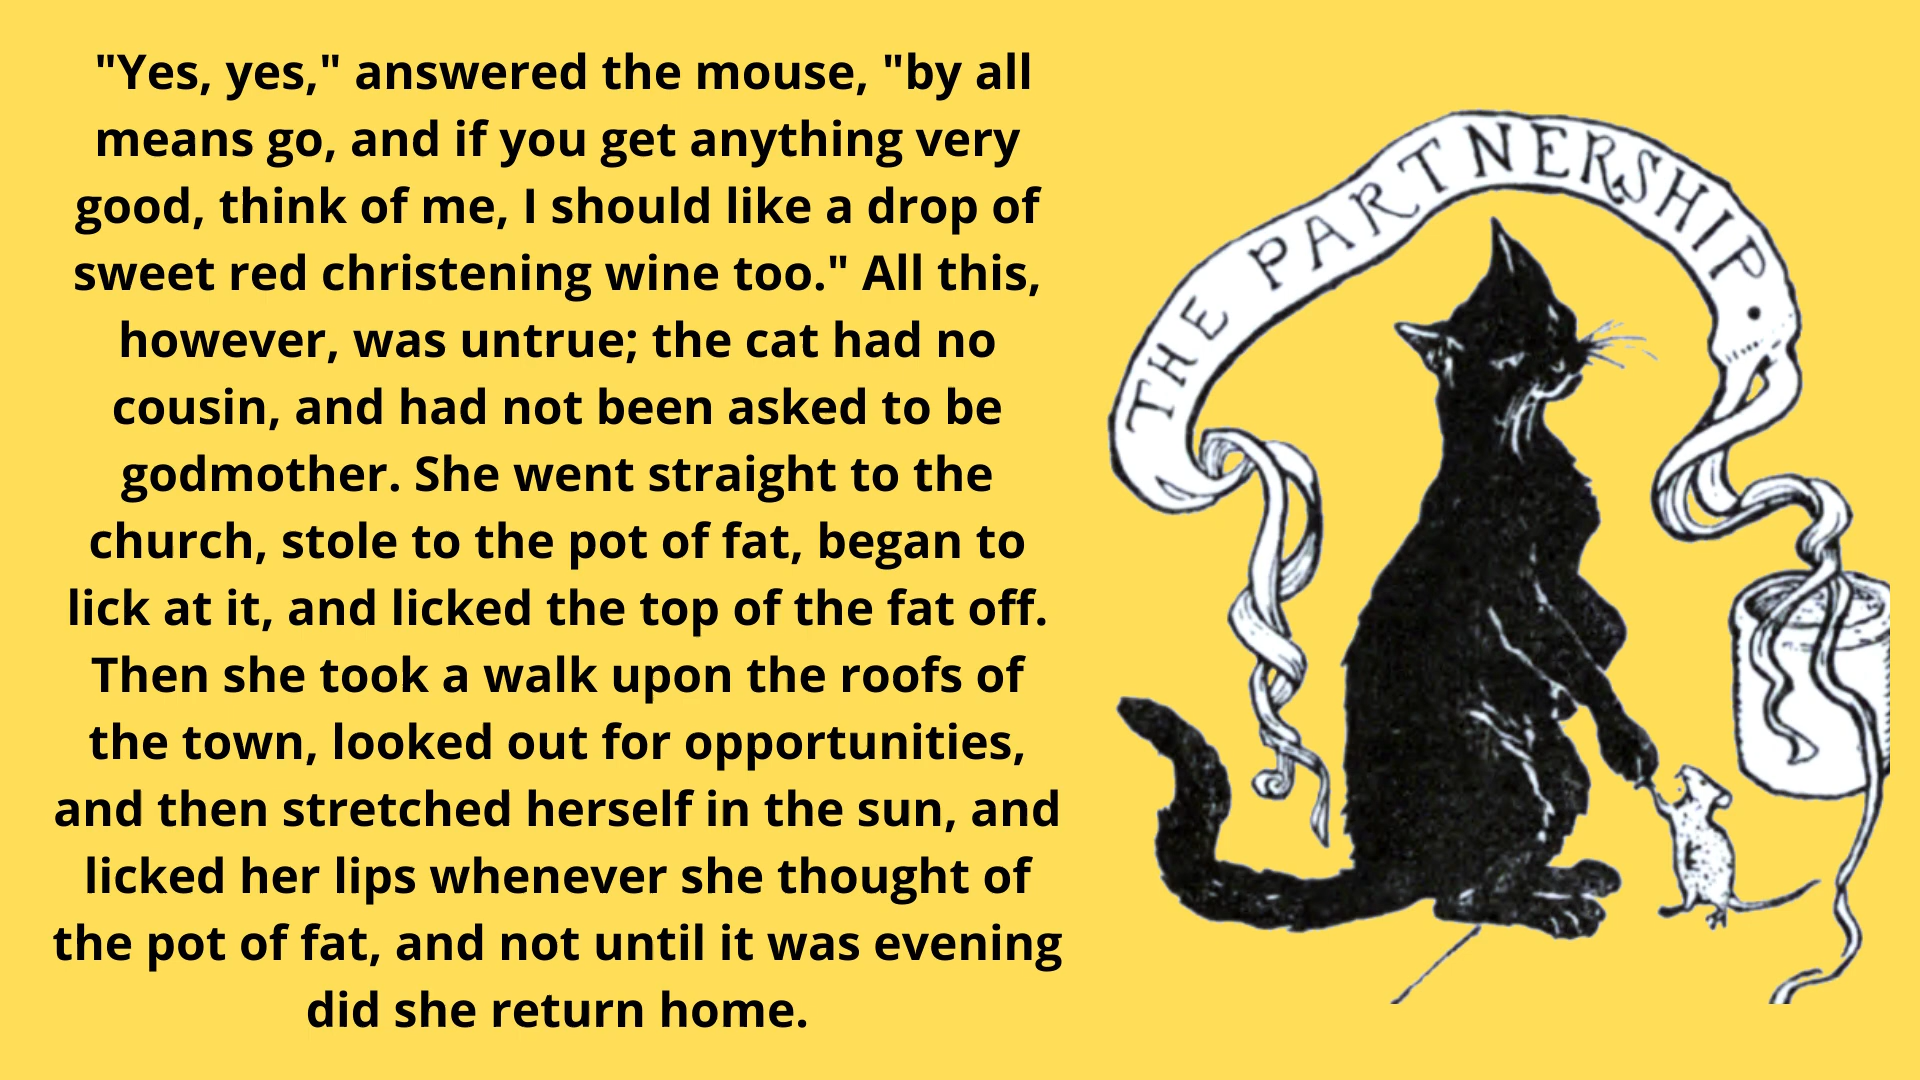 "Yes, yes," answered the mouse, "by all
means go, and if you get anything very
good, think of me, I should like a drop of
sweet red christening wine too." All this,
however, was untrue; the cat had no
cousin, and had not been asked to be
godmother. She went straight to the
church, stole to the pot of fat, began to
lick at it, and licked the top of the fat off.
Then she took a walk upon the roofs of
the town, looked out for opportunities,
and then stretched herself in the sun, and
licked her lips whenever she thought of
the pot of fat, and not until it was evening
did she return home.
THE PARTNERSHIP.